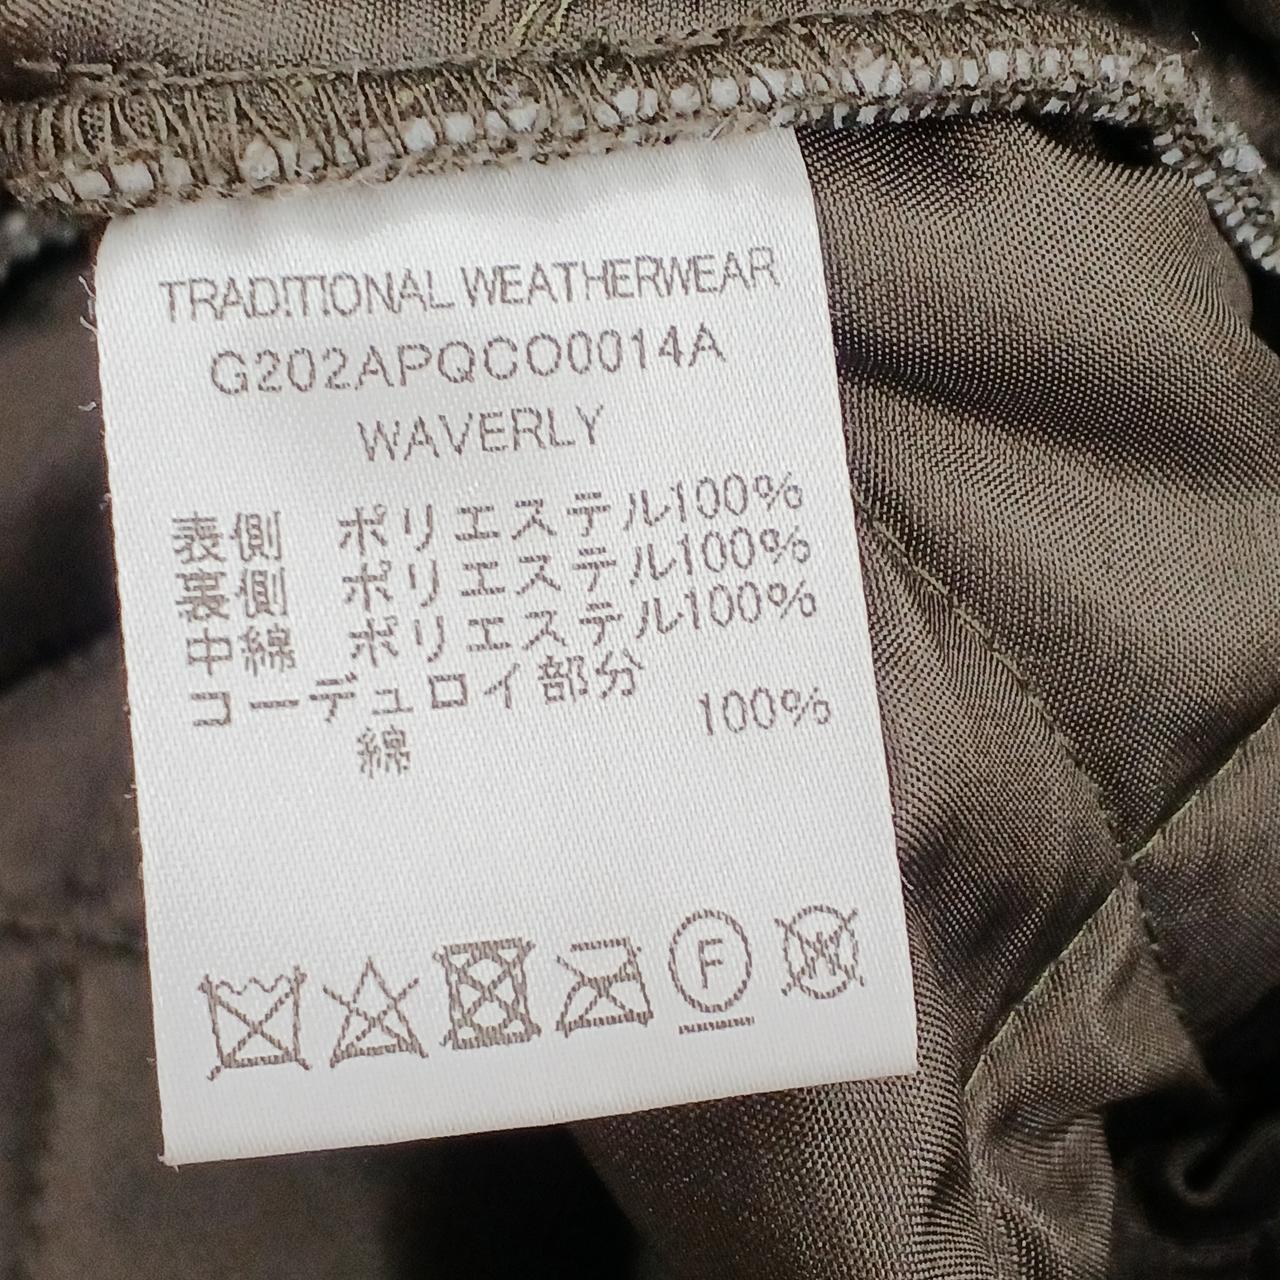 TRADITIONAL WEATHERWEAR
G202APQCO0014A
WAVERLY
表側 ポリエステル100%
裏側 ポリエステル100%
中綿 ポリエステル100%
コーデュロイ部分
綿 100%
F
W